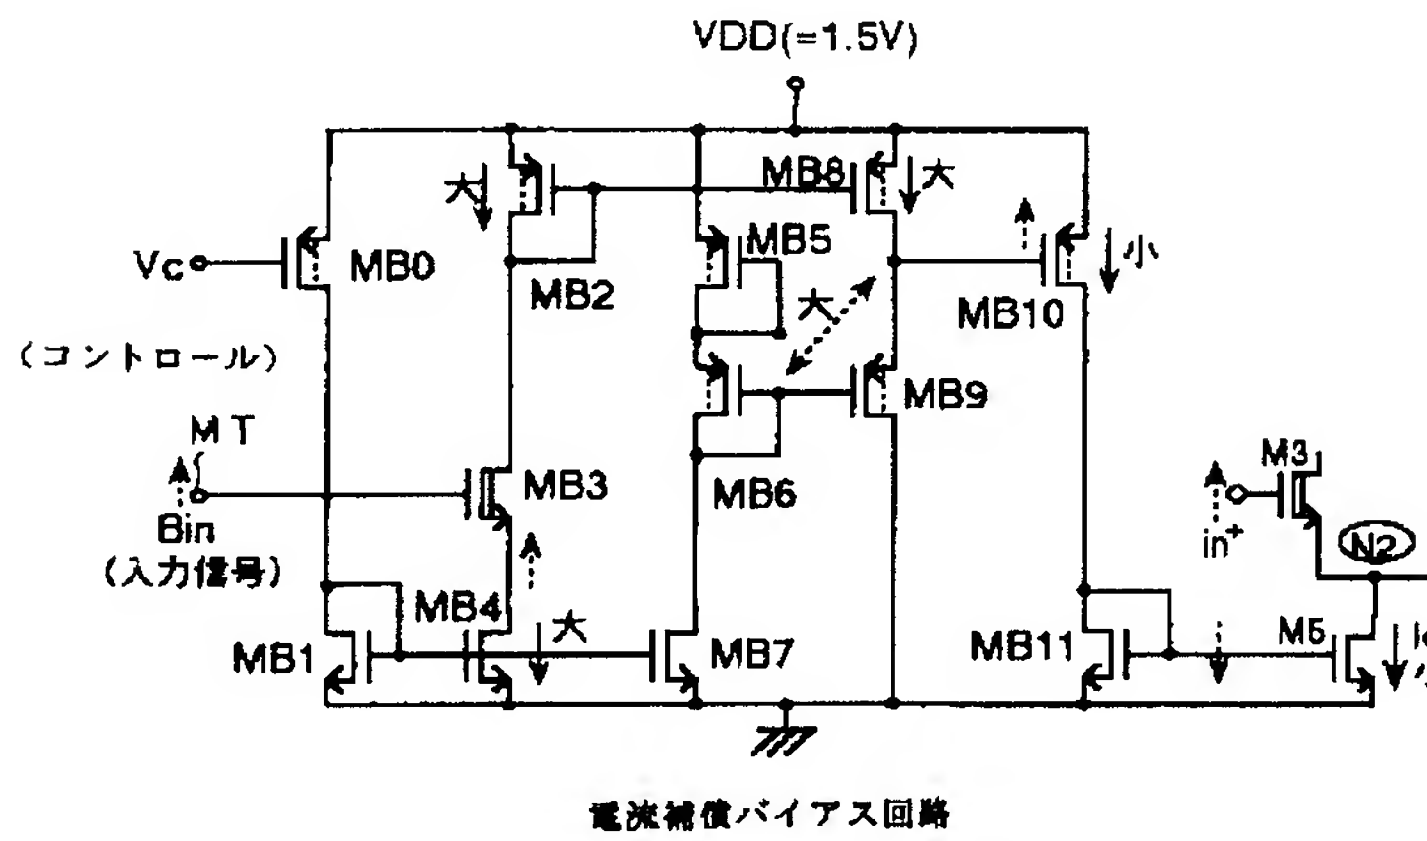 VDD(=1.5V)
大
MB8
大
Vc
MB0
MB2
MB5
大
MB10
小
(コントロール)
MT
Bin
(入力信号)
MB3
MB6
MB9
M3
in+
N2
MB4
大
MB1
MB7
MB11
M5
電流補償バイアス回路